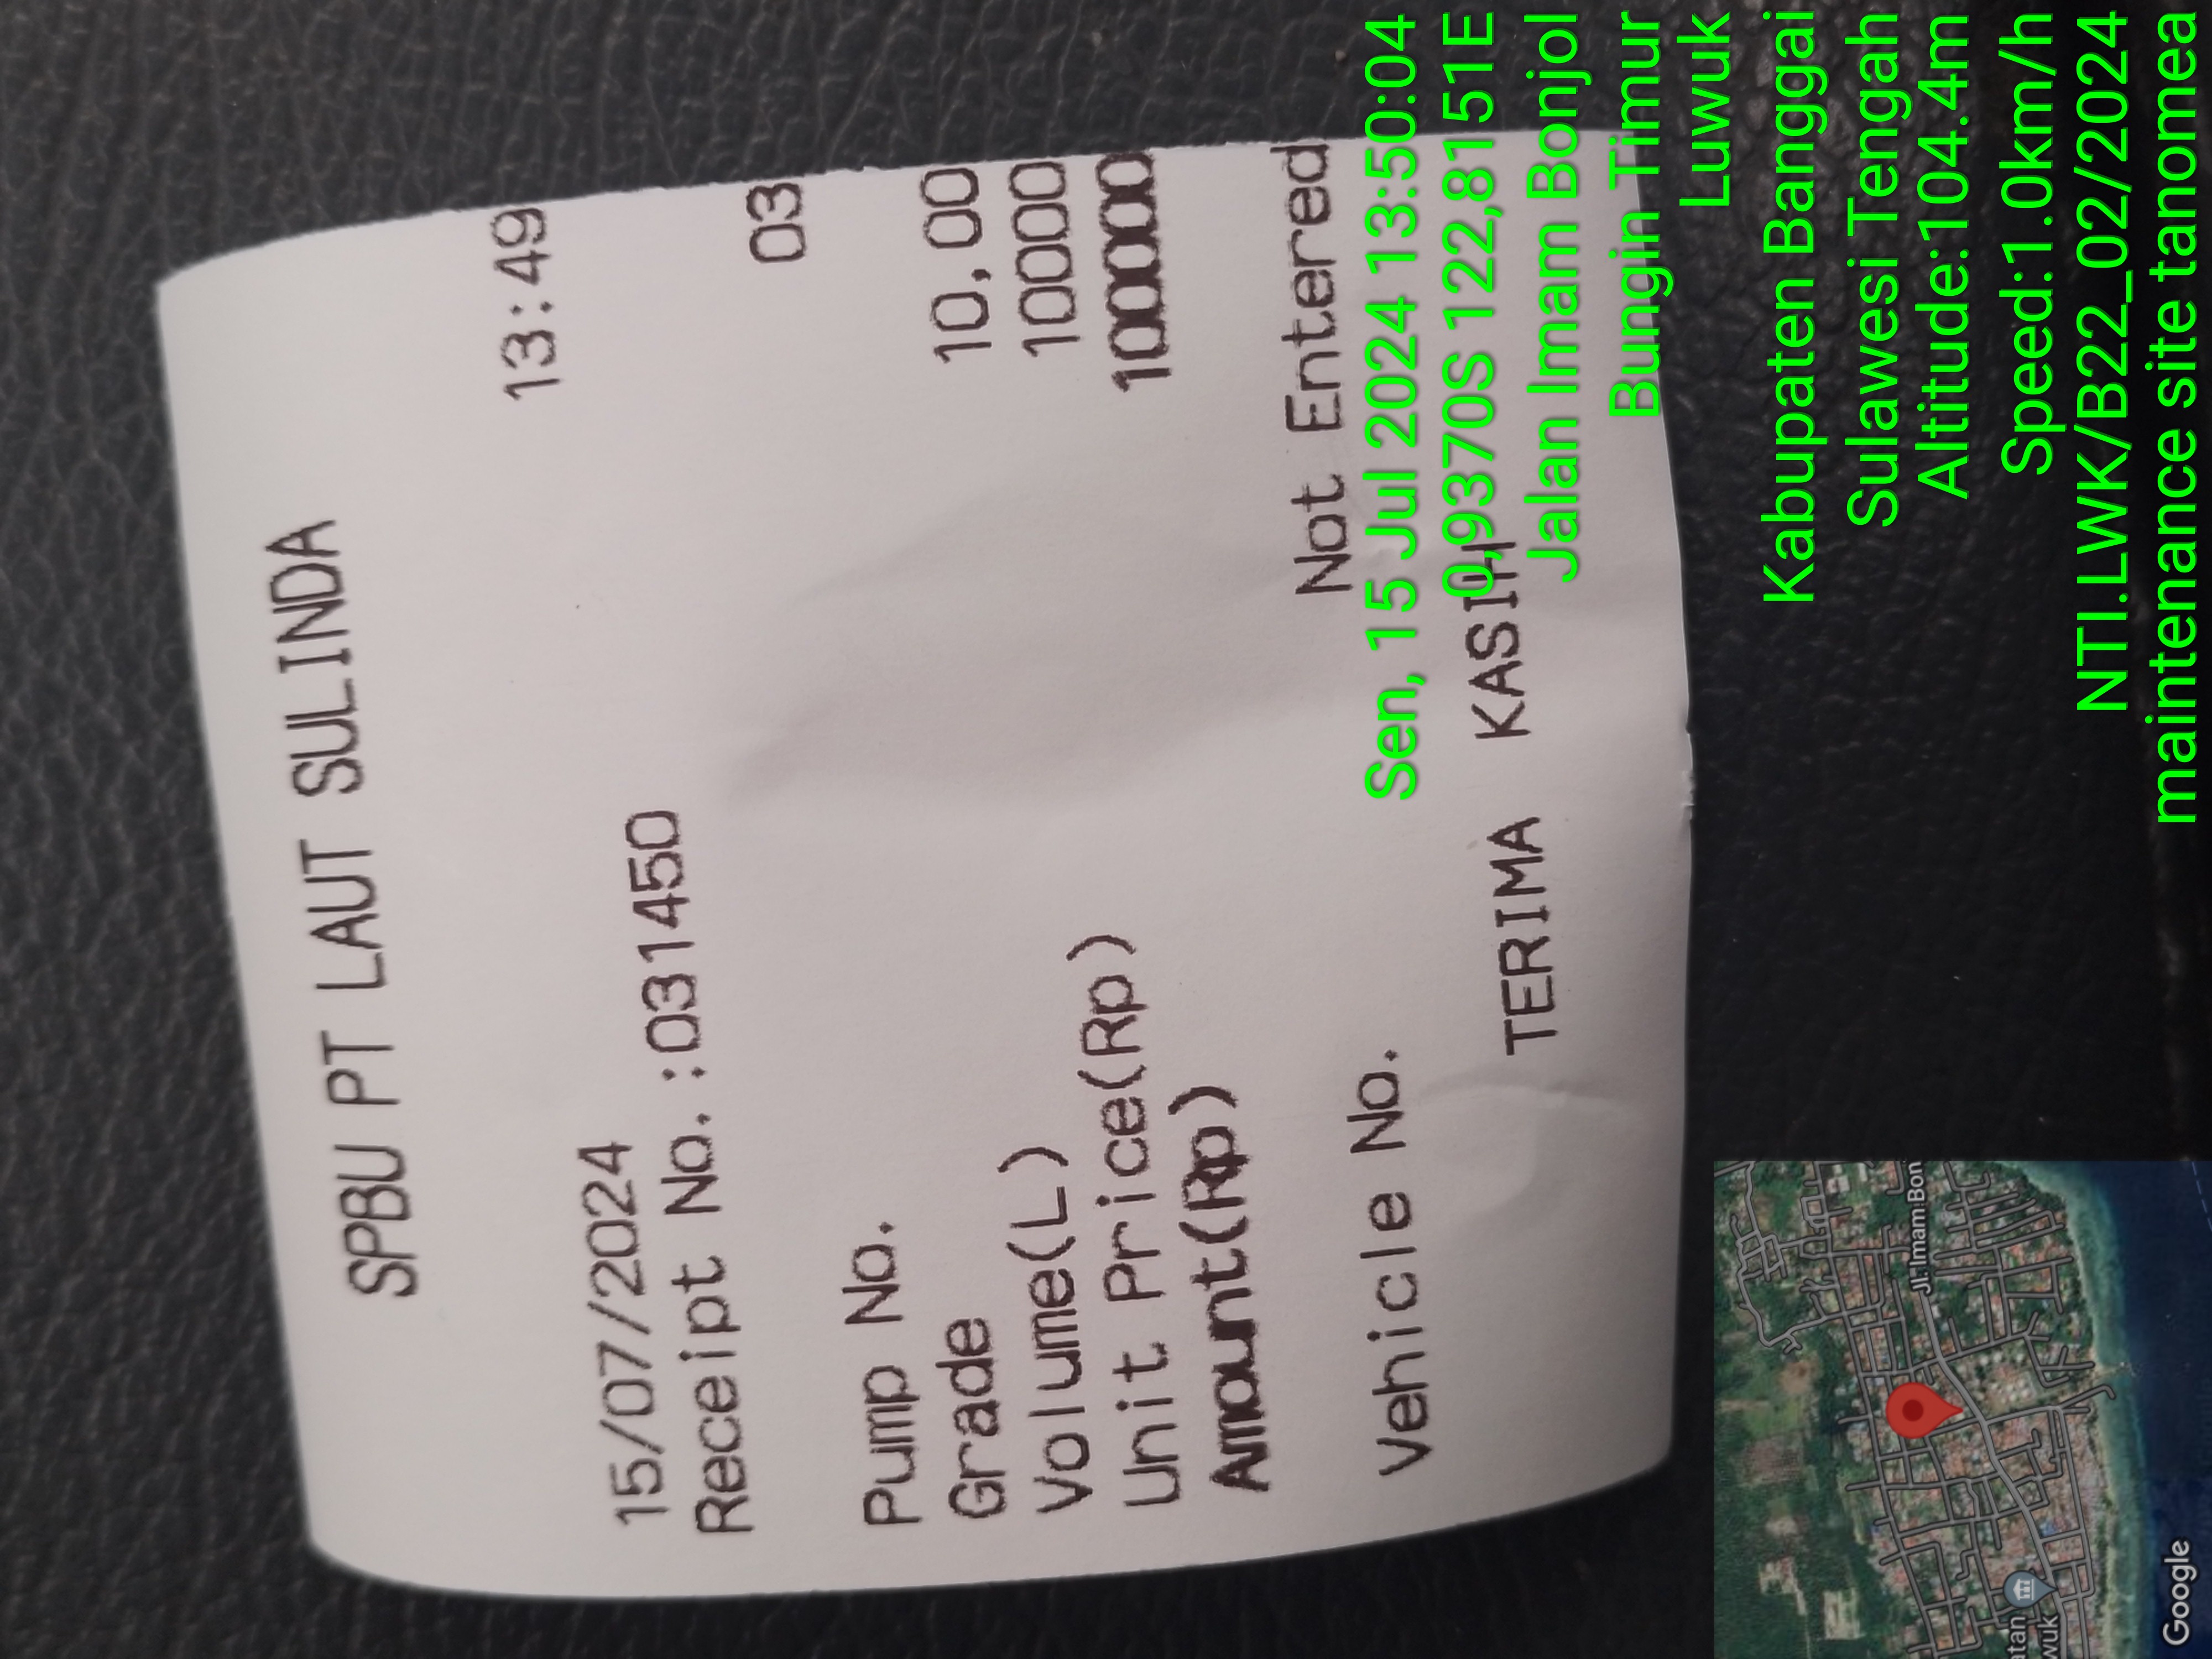 SPBU PT LAUT SULINDA
15/07/2024 13:49
Receipt No.:031450
Pump No. 03
Grade
Volume(L) 10,00
Unit Price(Rp) 10000
Amount(Rp) 100000
Vehicle No. Not Entered
TERIMA KASIH
Sen, 15 Jul 2024 13:50:04
0,93970S 122,8151E
Jalan Imam Bonjol
Bungin Timur
Luwuk
Kabupaten Banggai
Sulawesi Tengah
Altitude:104.4m
Speed:1.0km/h
NTI.LWK/B22_02/2024
maintenance site tanomea
Jl. Imam Bon
atan
wuk
Google